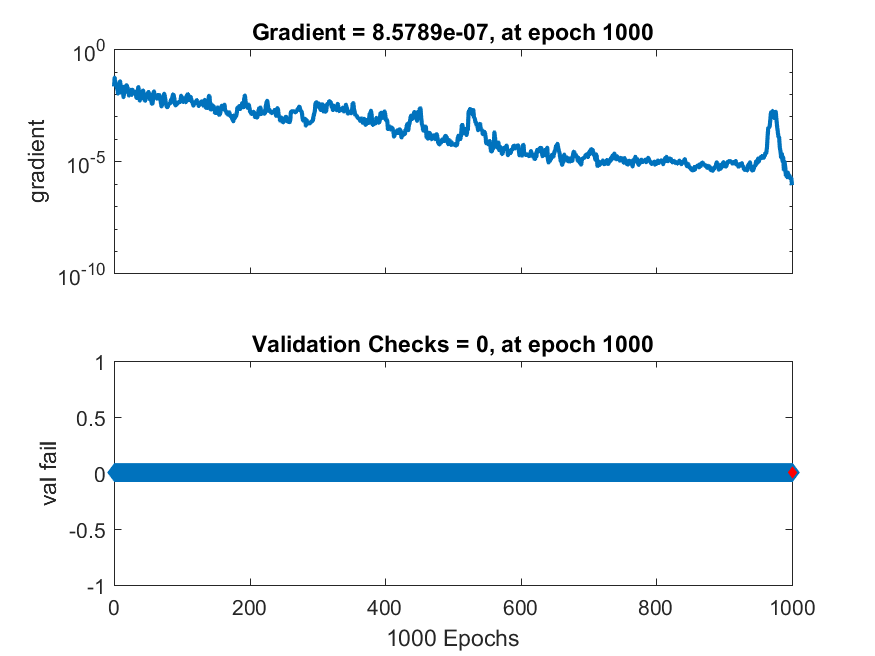 Gradient = 8.5789e-07, at epoch 1000
10^0
10^-5
10^-10
gradient
Validation Checks = 0, at epoch 1000
1
0.5
0
-0.5
-1
val fail
0 200 400 600 800 1000
1000 Epochs